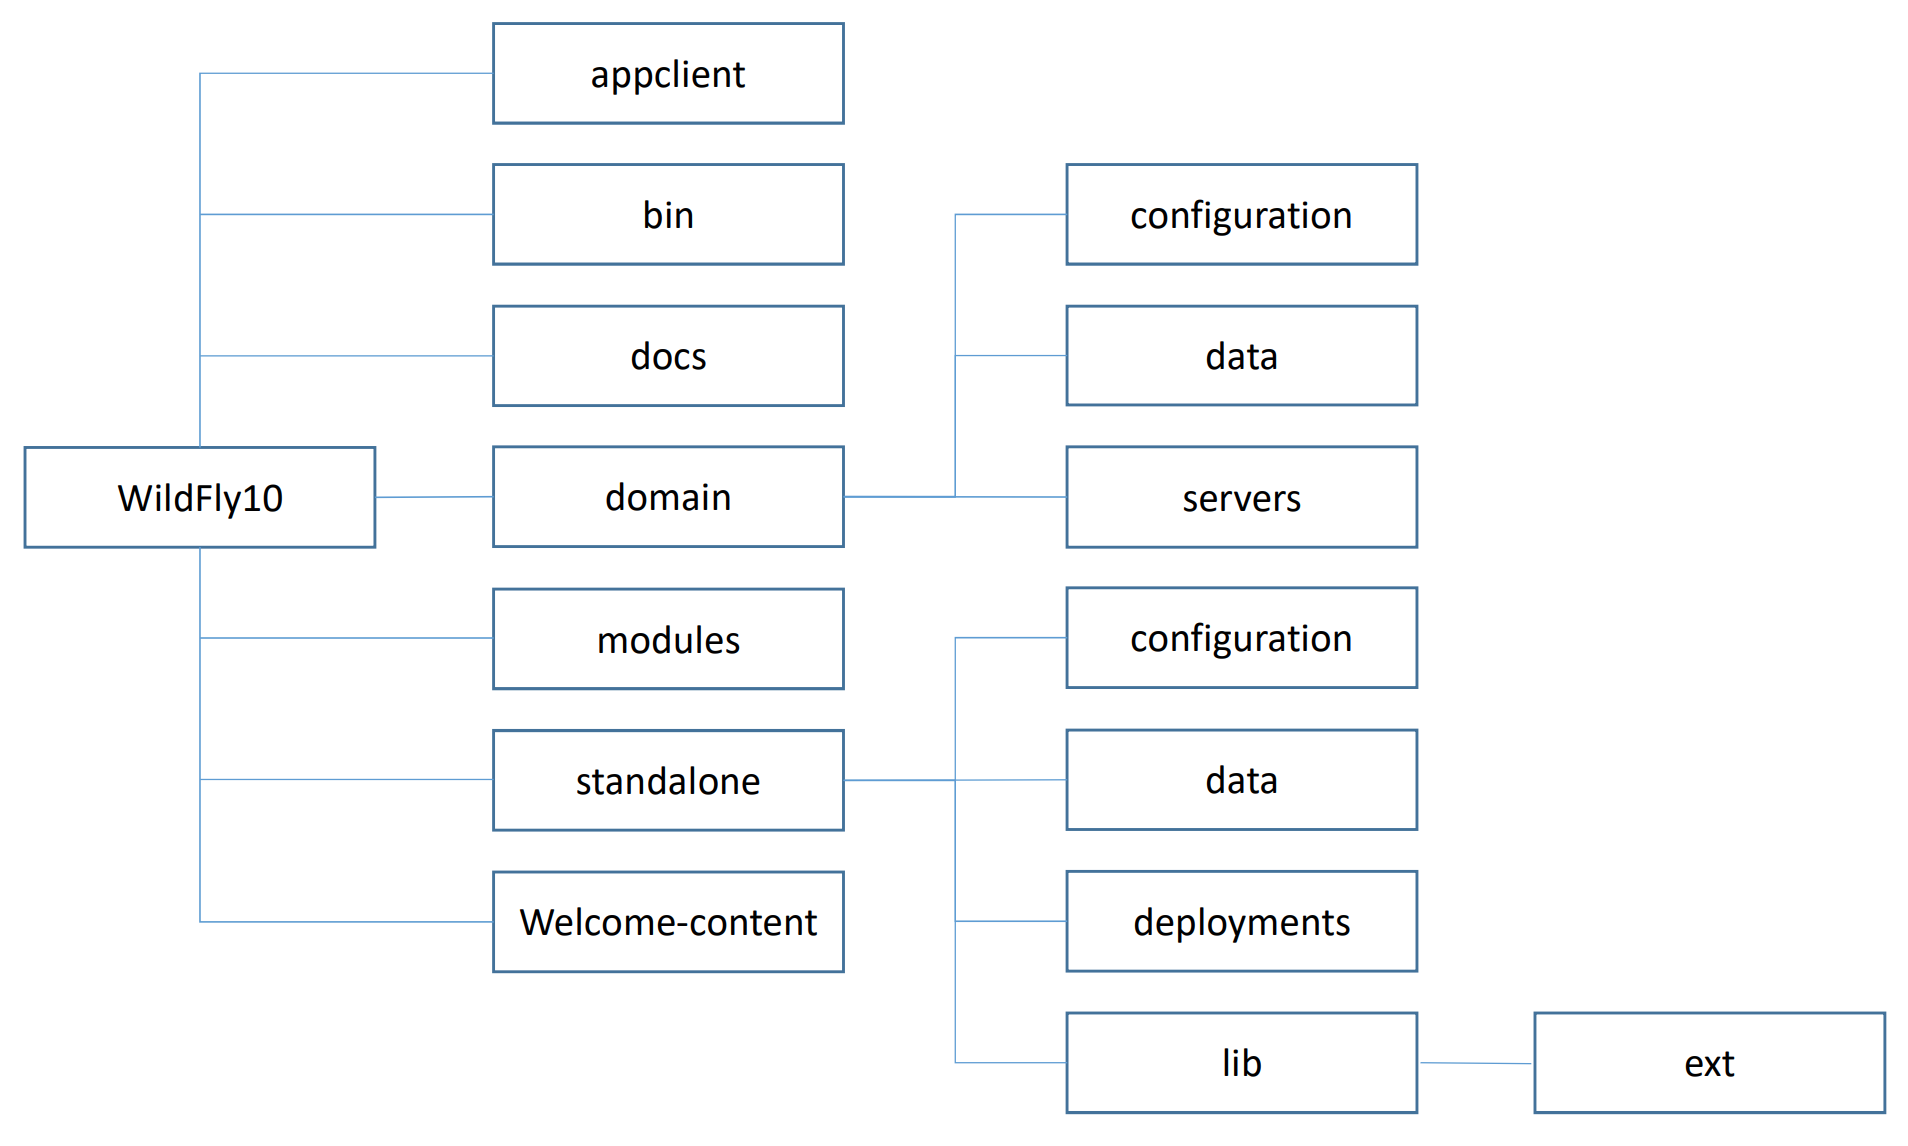 appclient
bin
configuration
docs
data
WildFly10
domain
servers
modules
configuration
standalone
data
Welcome-content
deployments
lib
ext